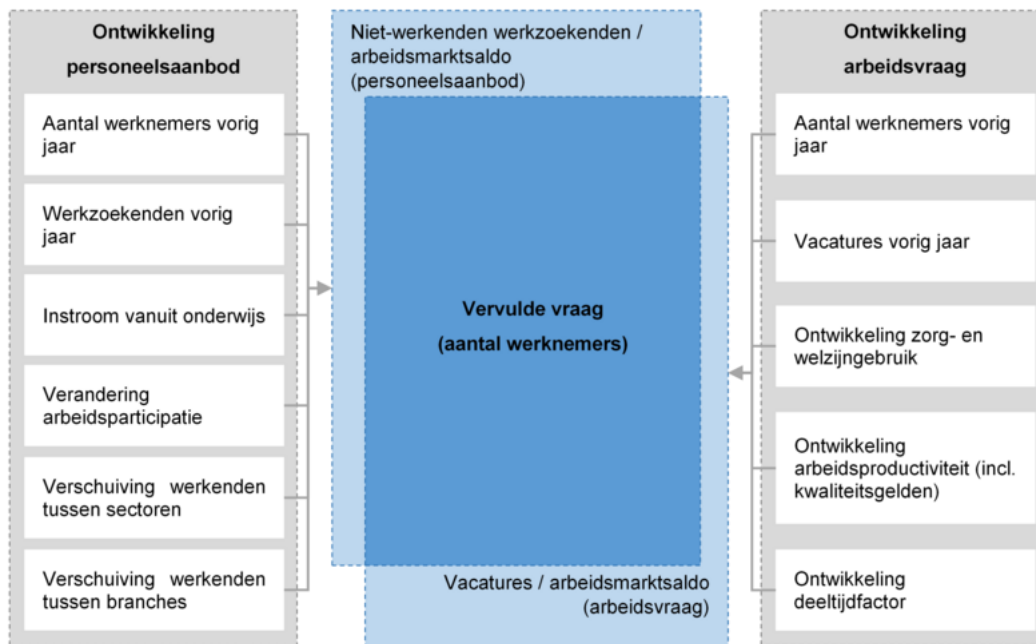 Ontwikkeling
personeelsaanbod
Aantal werknemers vorig
jaar
Werkzoekenden vorig
jaar
Instroom vanuit onderwijs
Verandering
arbeidsparticipatie
Verschuiving werkenden
tussen sectoren
Verschuiving werkenden
tussen branches
Niet-werkenden werkzoekenden /
arbeidsmarktsaldo
(personeelsaanbod)
Vervulde vraag
(aantal werknemers)
Vacatures / arbeidsmarktsaldo
(arbeidsvraag)
Ontwikkeling
arbeidsvraag
Aantal werknemers vorig
jaar
Vacatures vorig jaar
Ontwikkeling zorg- en
welzijngebruik
Ontwikkeling
arbeidsproductiviteit (incl.
kwaliteitsgelden)
Ontwikkeling
deeltijdfactor